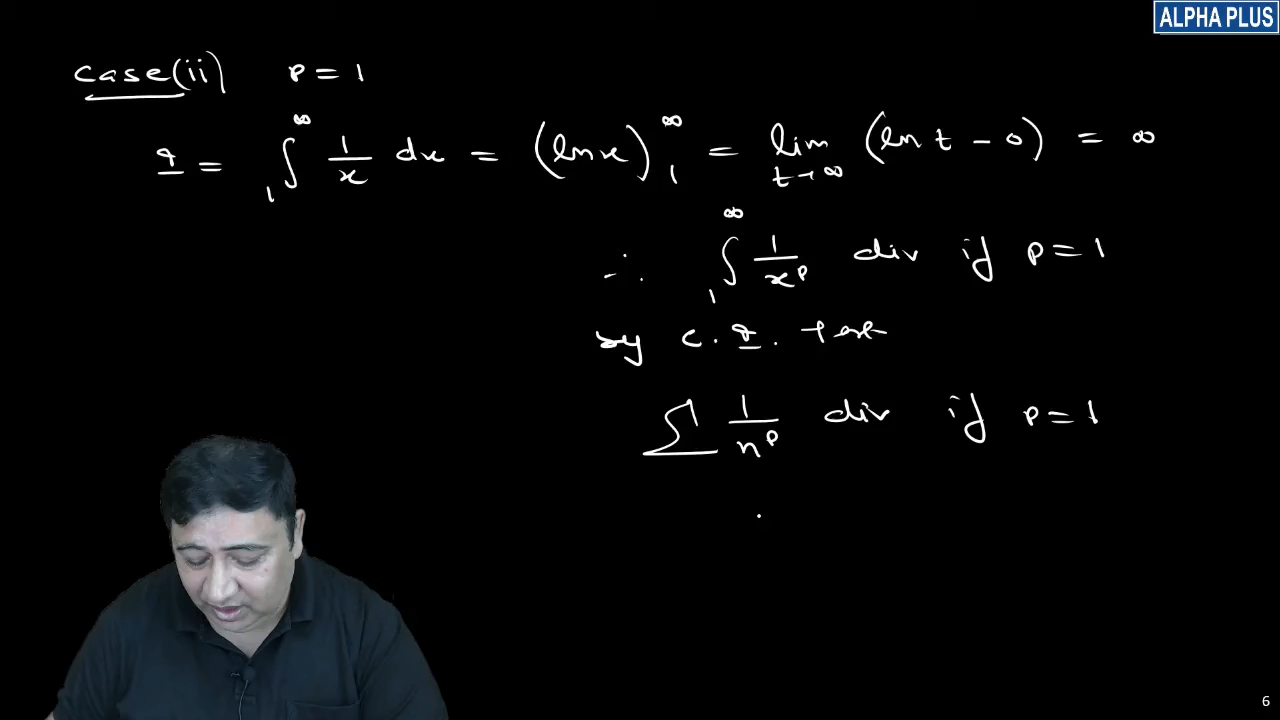 ALPHA PLUS
case(ii) p = 1
I = ∫₁^∞ 1/x dx = (ln x)₁^∞ = lim t→∞ (ln t - 0) = ∞
∴ ∫₁^∞ 1/x^p div if p = 1
by C. I. test
Σ 1/n^p div if p = 1
6